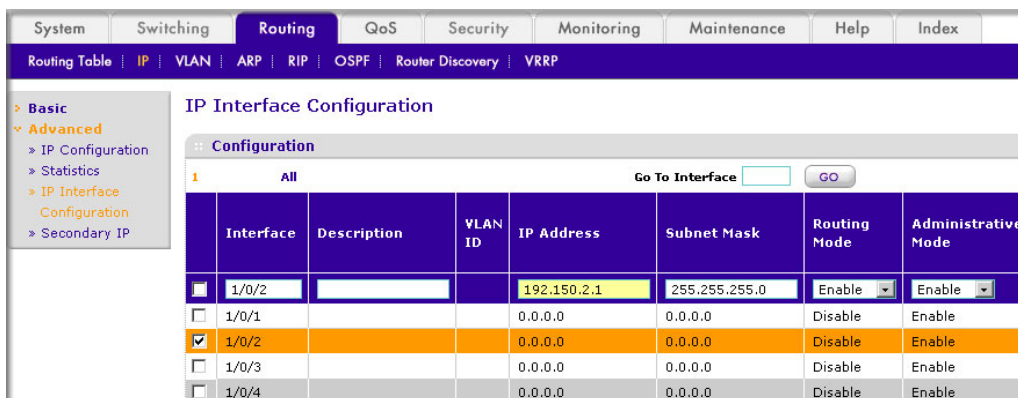 System Switching Routing QoS Security Monitoring Maintenance Help Index
Routing Table | IP | VLAN | ARP | RIP | OSPF | Router Discovery | VRRP
Basic
Advanced
» IP Configuration
» Statistics
» IP Interface
Configuration
» Secondary IP
IP Interface Configuration
Configuration
1 All Go To Interface GO
Interface Description VLAN ID IP Address Subnet Mask Routing Mode Administrative Mode
1/0/2 192.150.2.1 255.255.255.0 Enable Enable
1/0/1 0.0.0.0 0.0.0.0 Disable Enable
1/0/2 0.0.0.0 0.0.0.0 Disable Enable
1/0/3 0.0.0.0 0.0.0.0 Disable Enable
1/0/4 0.0.0.0 0.0.0.0 Disable Enable